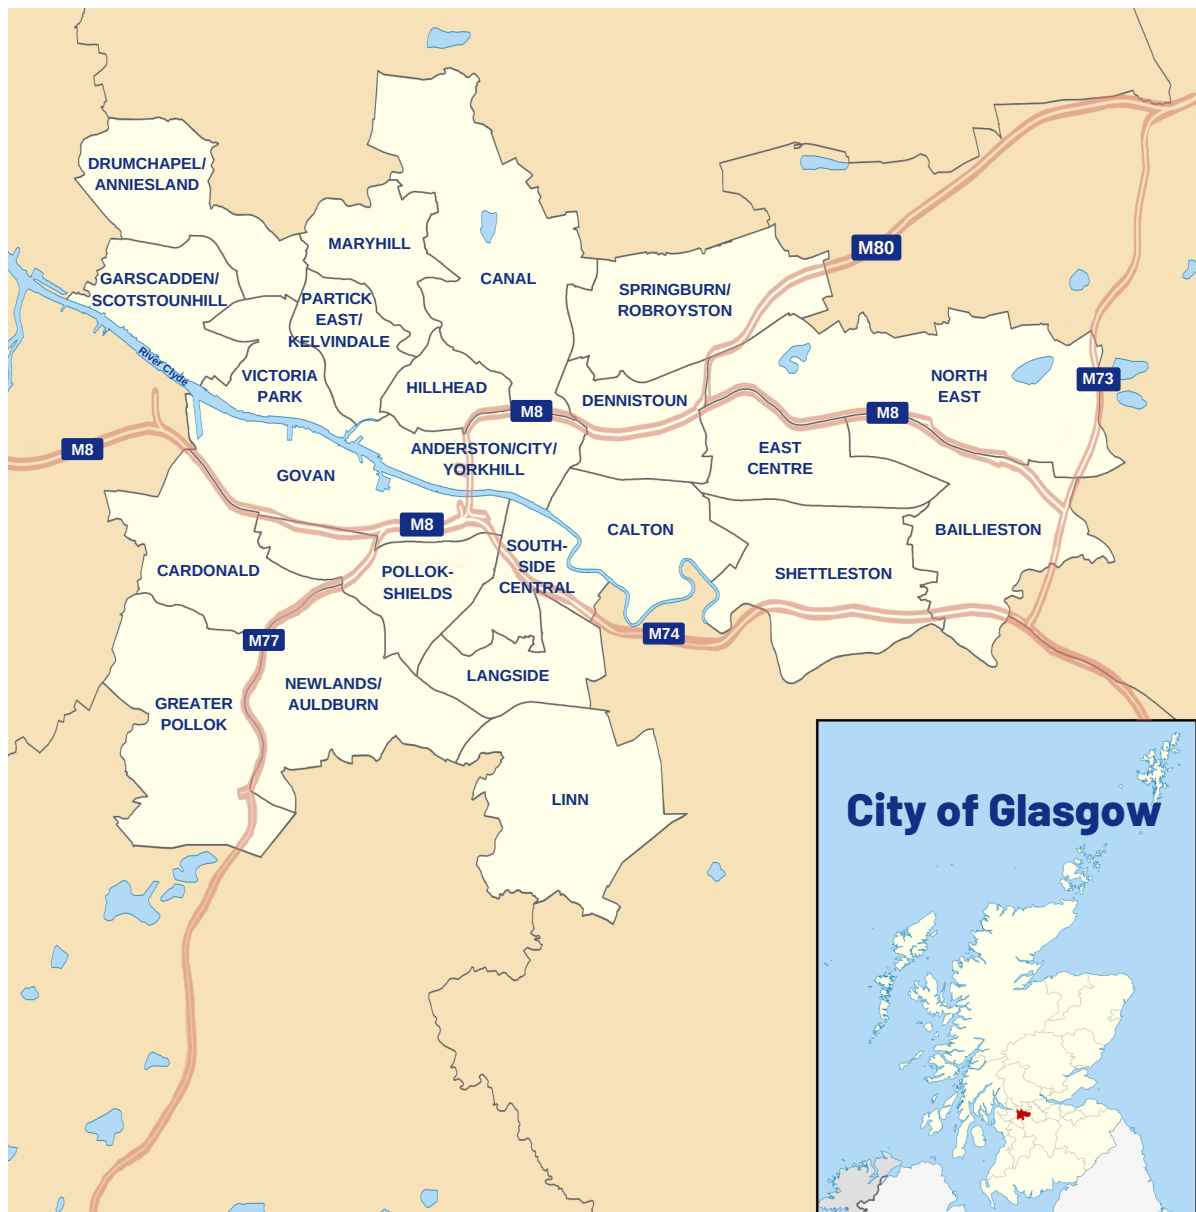 DRUMCHAPEL/
ANNIESLAND
MARYHILL
GARSCADDEN/
SCOTSTOUNHILL
PARTICK
EAST/
KELVINDALE
CANAL
SPRINGBURN/
ROBROYSTON
M80
River Clyde
VICTORIA
PARK
HILLHEAD
M8
DENNISTOUN
NORTH
EAST
M73
M8
M8
ANDERSTON/CITY/
YORKHILL
GOVAN
EAST
CENTRE
M8
CALTON
BAILLIESTON
SOUTH-
SIDE
CENTRAL
CARDONALD
POLLOK-
SHIELDS
SHETTLESTON
M77
M74
LANGSIDE
NEWLANDS/
AULDBURN
GREATER
POLLOK
LINN
City of Glasgow